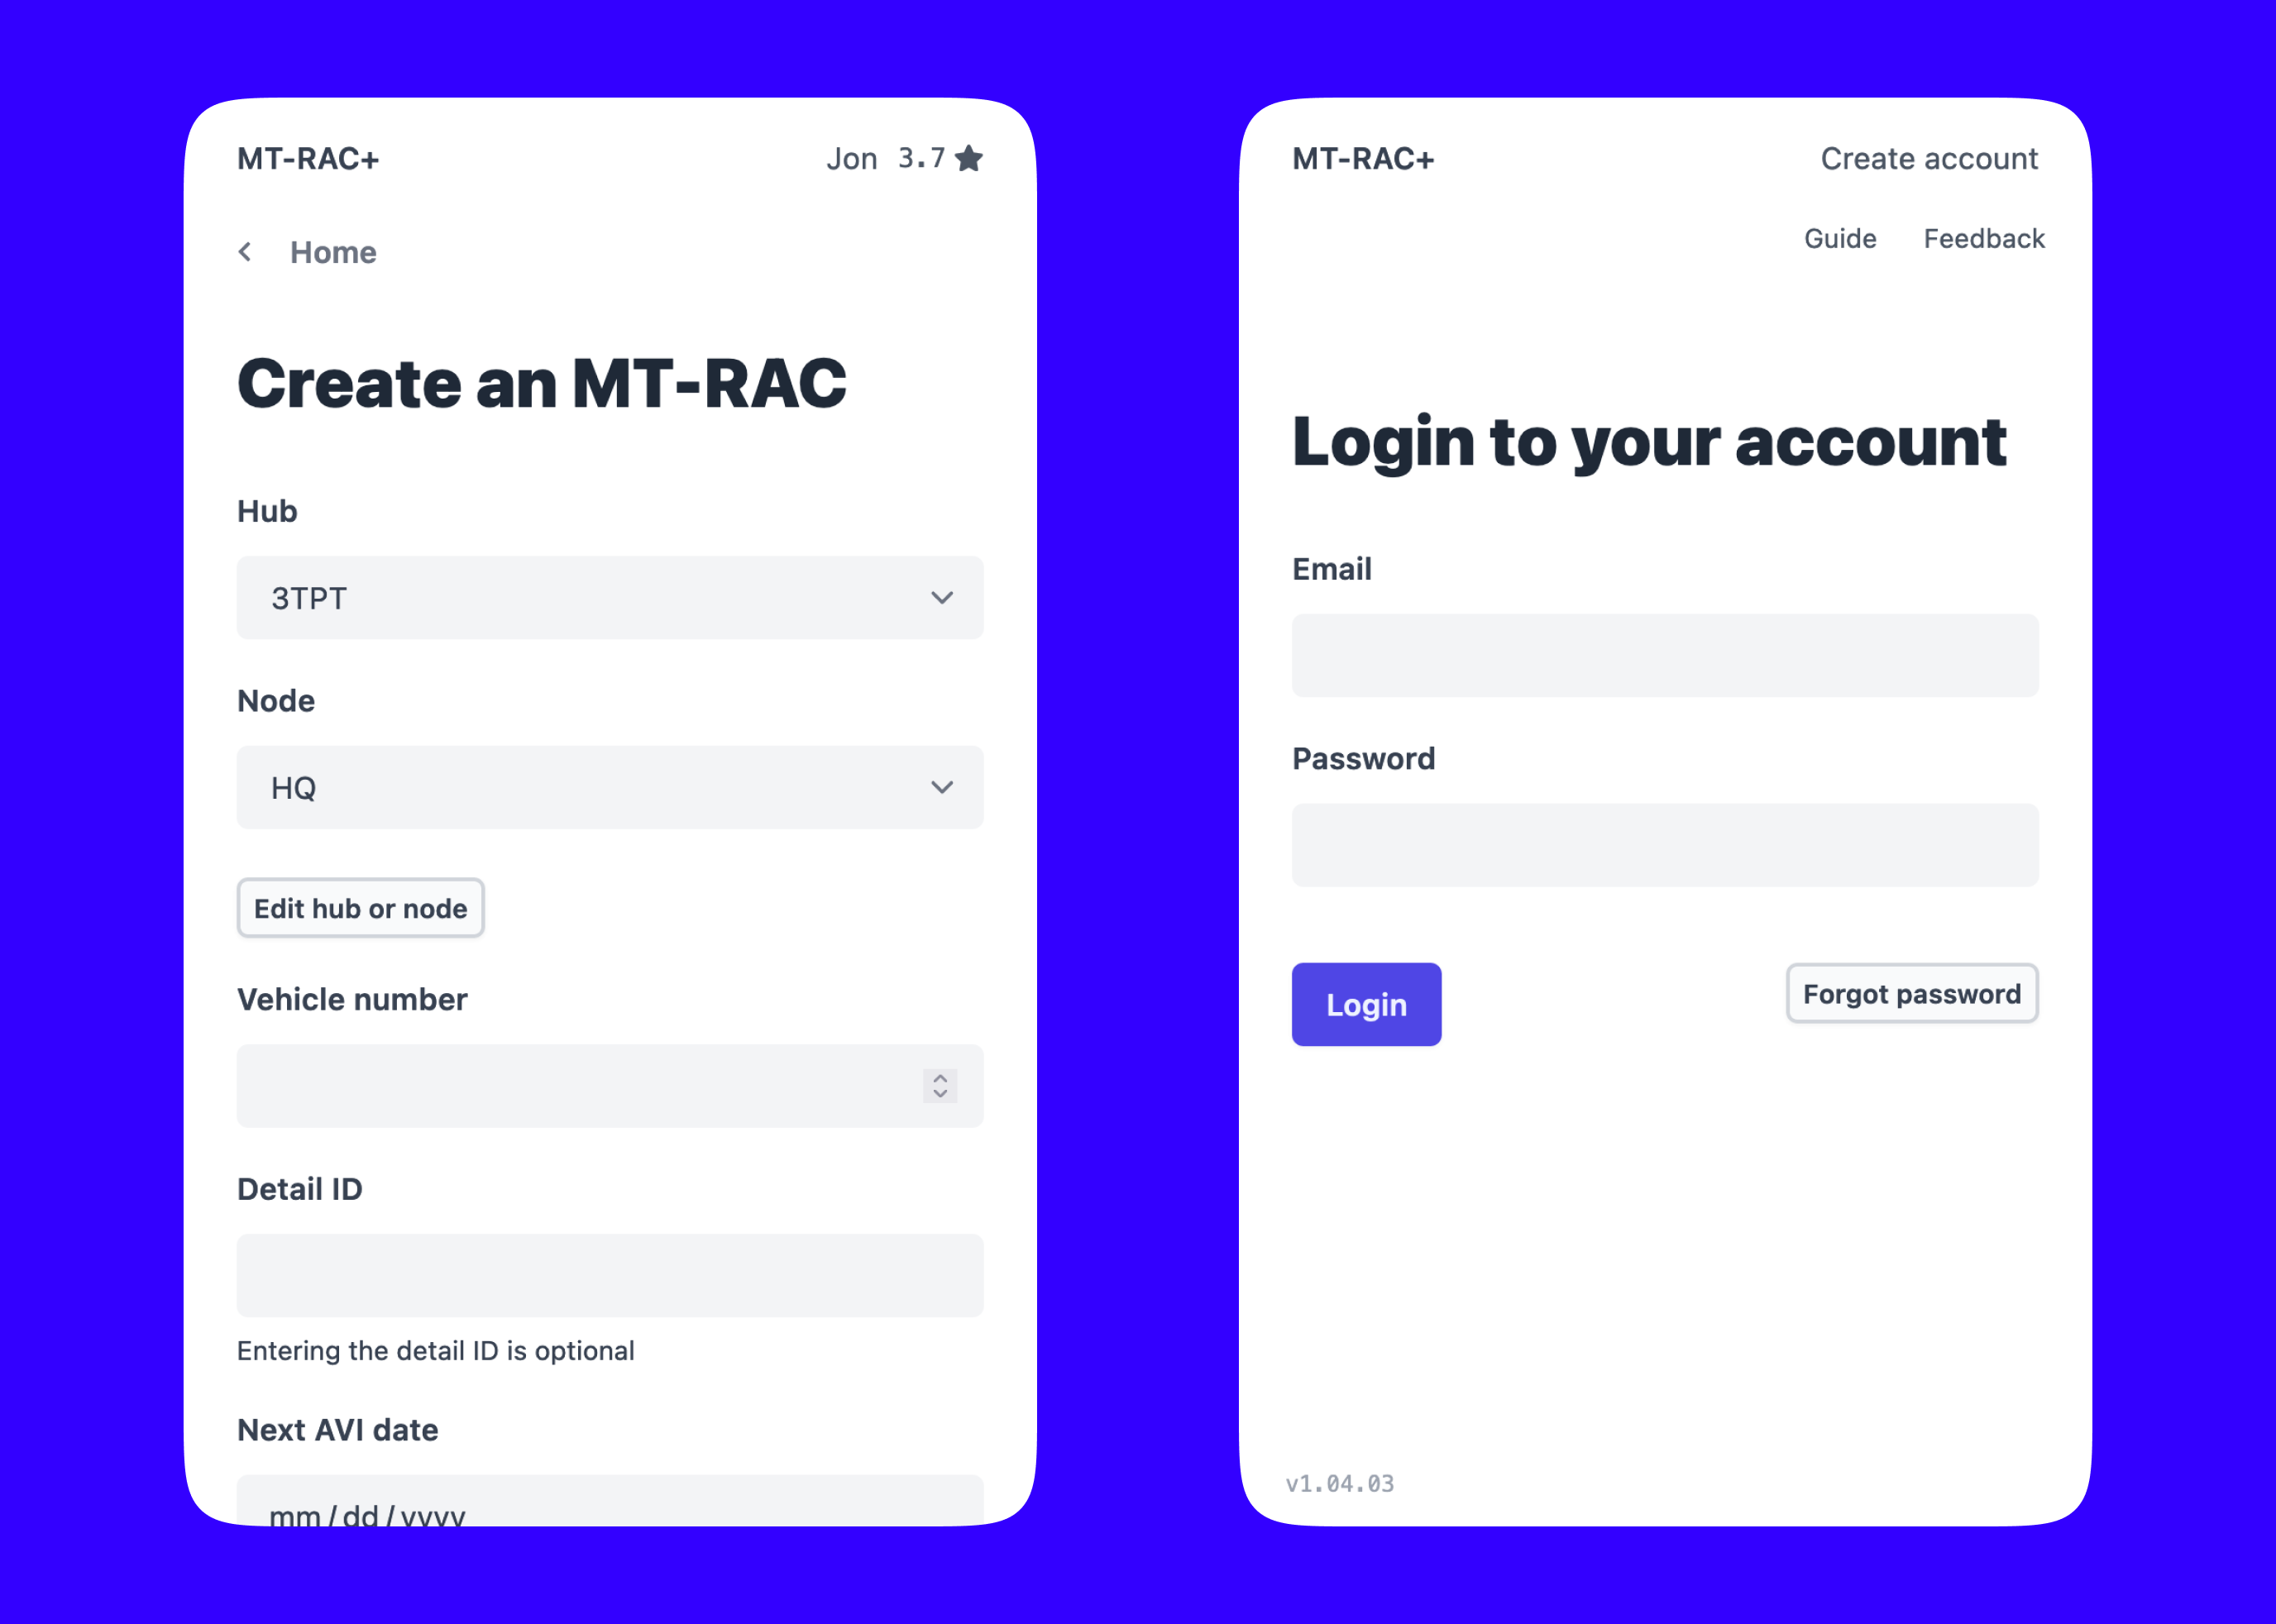 MT-RAC+
Jon 3.7
Home
Create an MT-RAC
Hub
3TPT
Node
HQ
Edit hub or node
Vehicle number
Detail ID
Entering the detail ID is optional
Next AVI date
mm/dd/yyyy
MT-RAC+
Create account
Guide Feedback
Login to your account
Email
Password
Login
Forgot password
v1.04.03